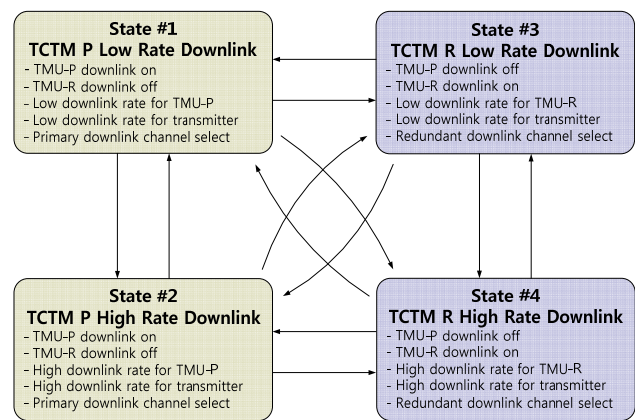 State #1
TCTM P Low Rate Downlink
- TMU-P downlink on
- TMU-R downlink off
- Low downlink rate for TMU-P
- Low downlink rate for transmitter
- Primary downlink channel select
State #3
TCTM R Low Rate Downlink
- TMU-P downlink off
- TMU-R downlink on
- Low downlink rate for TMU-R
- Low downlink rate for transmitter
- Redundant downlink channel select
State #2
TCTM P High Rate Downlink
- TMU-P downlink on
- TMU-R downlink off
- High downlink rate for TMU-P
- High downlink rate for transmitter
- Primary downlink channel select
State #4
TCTM R High Rate Downlink
- TMU-P downlink off
- TMU-R downlink on
- High downlink rate for TMU-R
- High downlink rate for transmitter
- Redundant downlink channel select